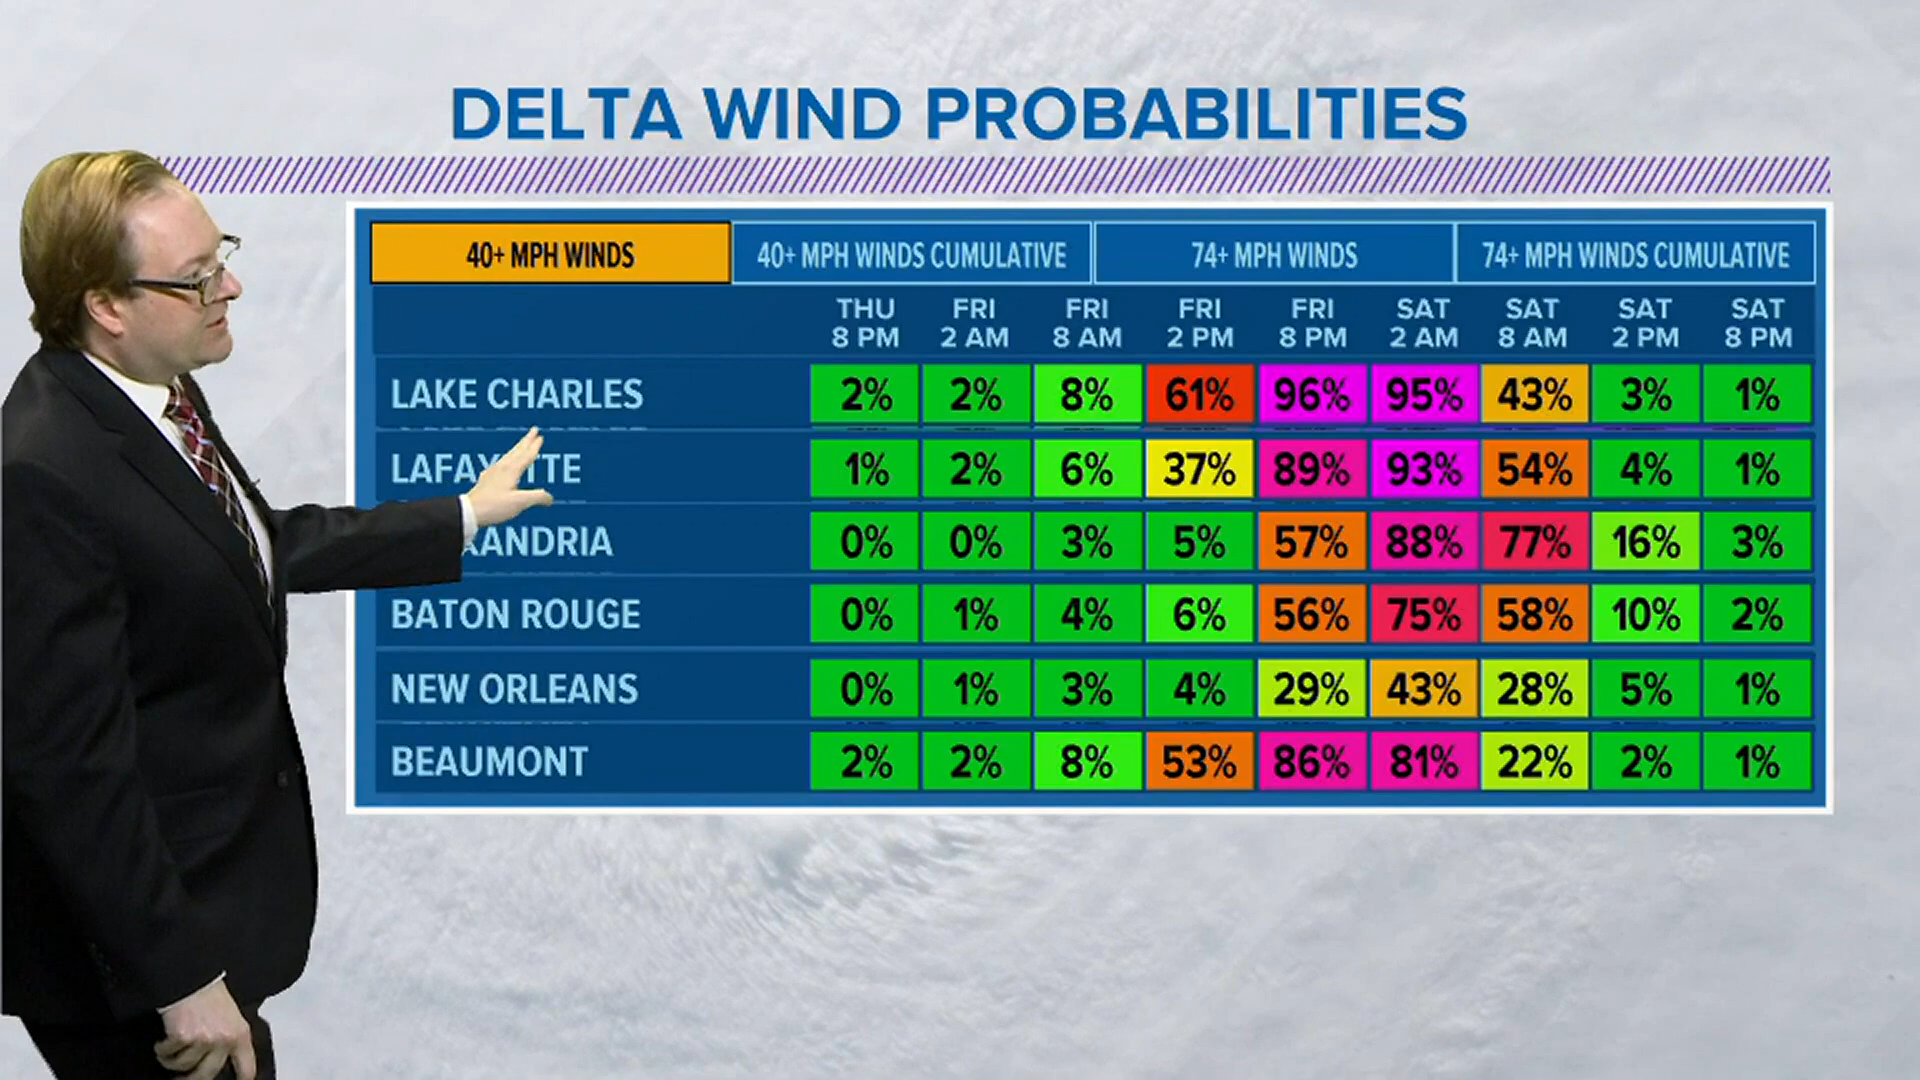 DELTA WIND PROBABILITIES
40+ MPH WINDS 40+ MPH WINDS CUMULATIVE 74+ MPH WINDS 74+ MPH WINDS CUMULATIVE
THU FRI FRI FRI FRI SAT SAT SAT SAT
8 PM 2 AM 8 AM 2 PM 8 PM 2 AM 8 AM 2 PM 8 PM
LAKE CHARLES 2% 2% 8% 61% 96% 95% 43% 3% 1%
1% 2% 6% 37% 89% 93% 54% 4% 1%
0% 0% 3% 5% 57% 88% 77% 16% 3%
BATON ROUGE 0% 1% 4% 6% 56% 75% 58% 10% 2%
NEW ORLEANS 0% 1% 3% 4% 29% 43% 28% 5% 1%
BEAUMONT 2% 2% 8% 53% 86% 81% 22% 2% 1%